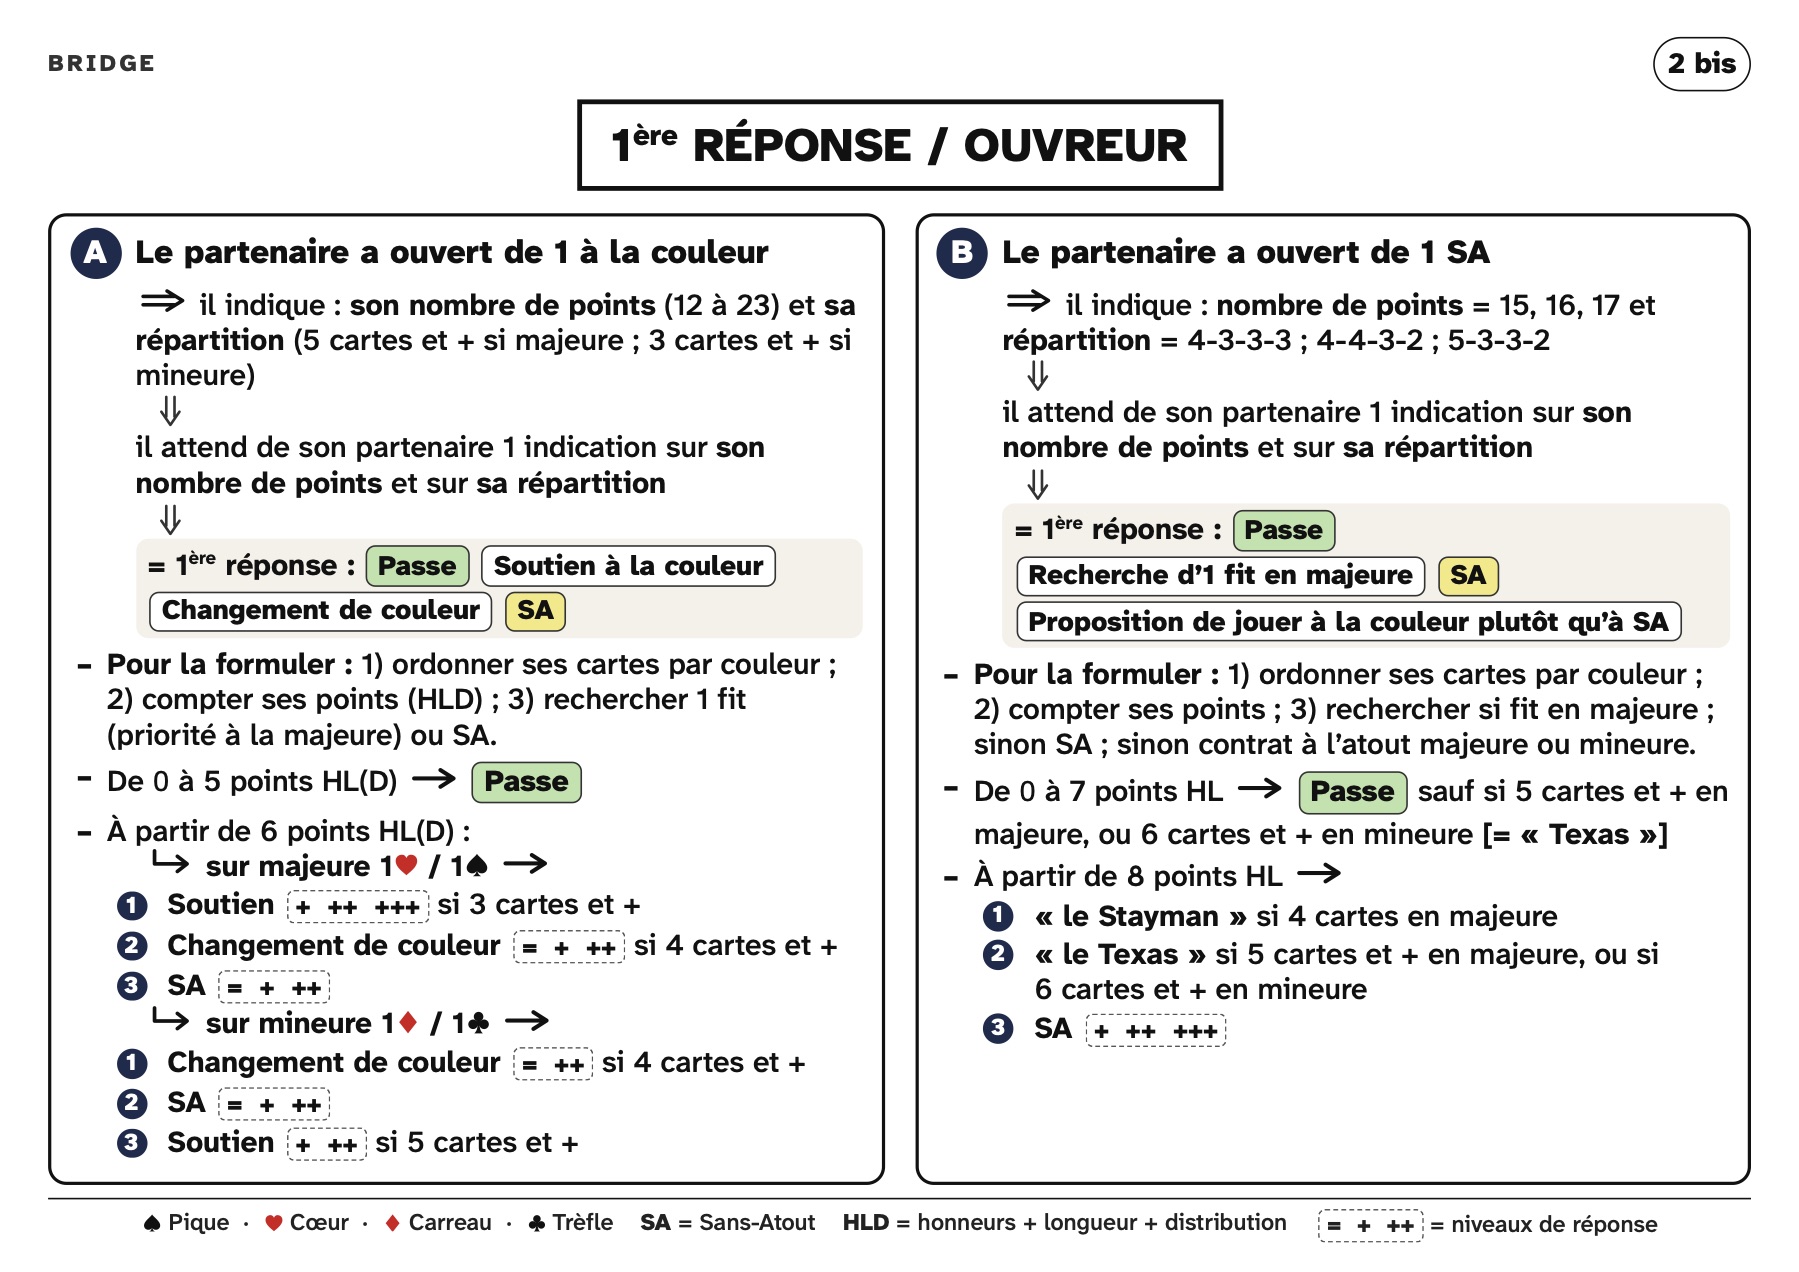 BRIDGE
2 bis
1ère RÉPONSE / OUVREUR
A Le partenaire a ouvert de 1 à la couleur
⇒ il indique : son nombre de points (12 à 23) et sa
répartition (5 cartes et + si majeure ; 3 cartes et + si
mineure)
⇓
il attend de son partenaire 1 indication sur son
nombre de points et sur sa répartition
⇓
= 1ère réponse : Passe Soutien à la couleur
Changement de couleur SA
– Pour la formuler : 1) ordonner ses cartes par couleur ;
2) compter ses points (HLD) ; 3) rechercher 1 fit
(priorité à la majeure) ou SA.
– De 0 à 5 points HL(D) → Passe
– À partir de 6 points HL(D) :
↳ sur majeure 1♥ / 1♠ →
1 Soutien + ++ +++ si 3 cartes et +
2 Changement de couleur = + ++ si 4 cartes et +
3 SA = + ++
↳ sur mineure 1♦ / 1♣ →
1 Changement de couleur = ++ si 4 cartes et +
2 SA = + ++
3 Soutien + ++ si 5 cartes et +
B Le partenaire a ouvert de 1 SA
⇒ il indique : nombre de points = 15, 16, 17 et
répartition = 4-3-3-3 ; 4-4-3-2 ; 5-3-3-2
⇓
il attend de son partenaire 1 indication sur son
nombre de points et sur sa répartition
⇓
= 1ère réponse : Passe
Recherche d’1 fit en majeure SA
Proposition de jouer à la couleur plutôt qu’à SA
– Pour la formuler : 1) ordonner ses cartes par couleur ;
2) compter ses points ; 3) rechercher si fit en majeure ;
sinon SA ; sinon contrat à l’atout majeure ou mineure.
– De 0 à 7 points HL → Passe sauf si 5 cartes et + en
majeure, ou 6 cartes et + en mineure [= « Texas »]
– À partir de 8 points HL →
1 « le Stayman » si 4 cartes en majeure
2 « le Texas » si 5 cartes et + en majeure, ou si
6 cartes et + en mineure
3 SA + ++ +++
♠ Pique · ♥ Cœur · ♦ Carreau · ♣ Trèfle SA = Sans-Atout HLD = honneurs + longueur + distribution = + ++ = niveaux de réponse